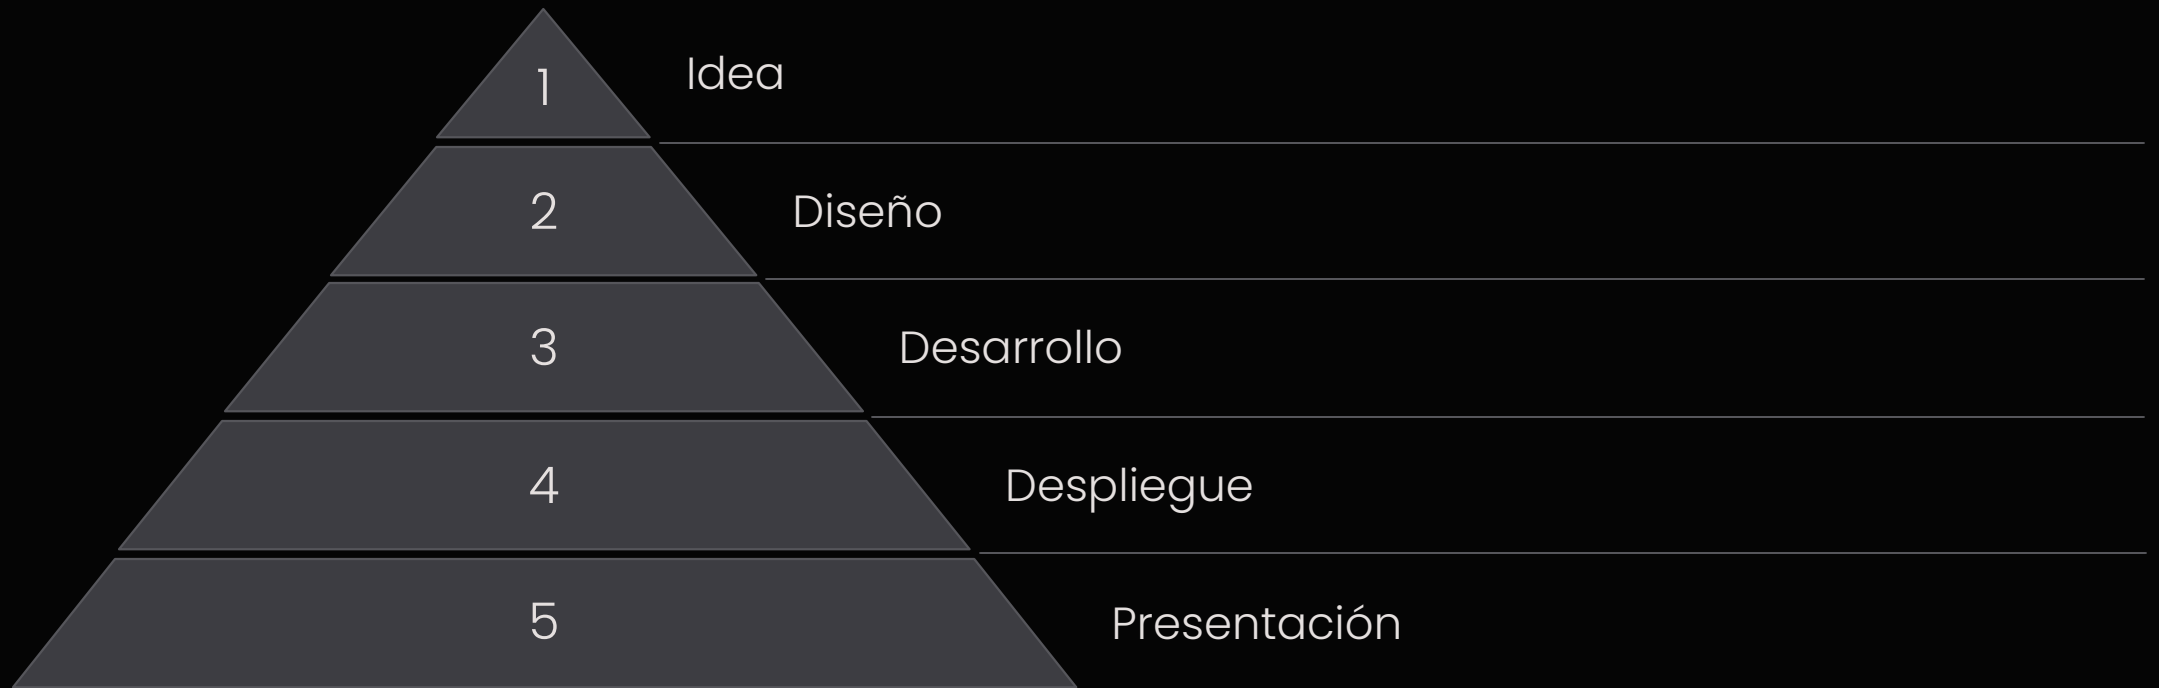 1
Idea
2
Diseño
3
Desarrollo
4
Despliegue
5
Presentación